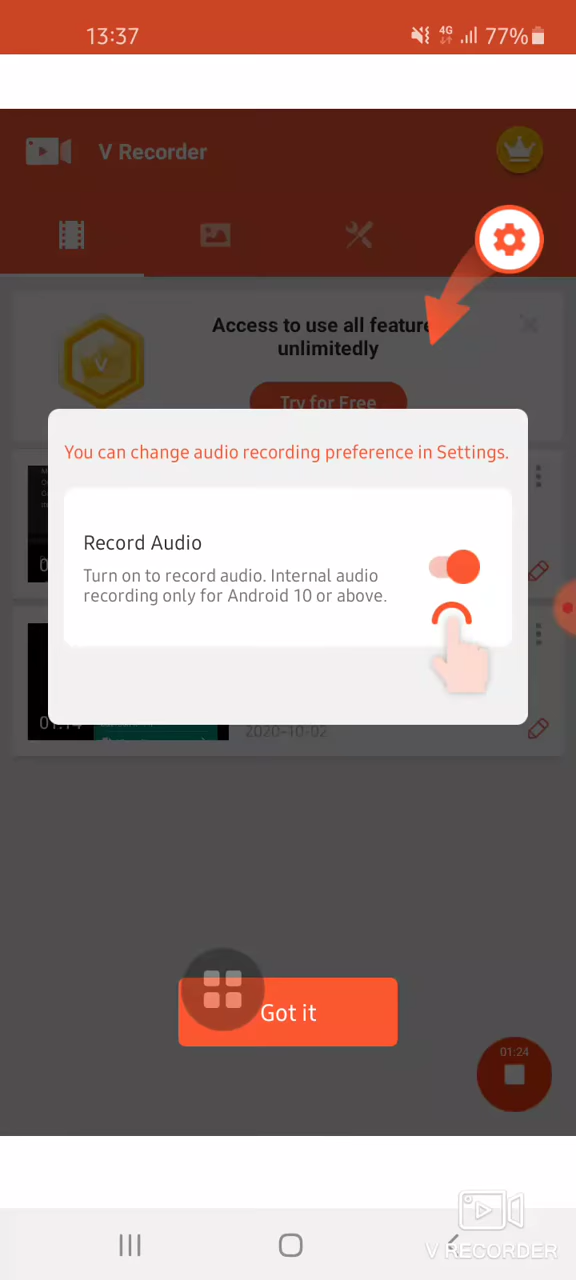 13:37
4G
77%
V Recorder
Access to use all feature
unlimitedly
Try for Free
You can change audio recording preference in Settings.
Record Audio
Turn on to record audio. Internal audio
recording only for Android 10 or above.
2020-10-02
Got it
01:24
V RECORDER